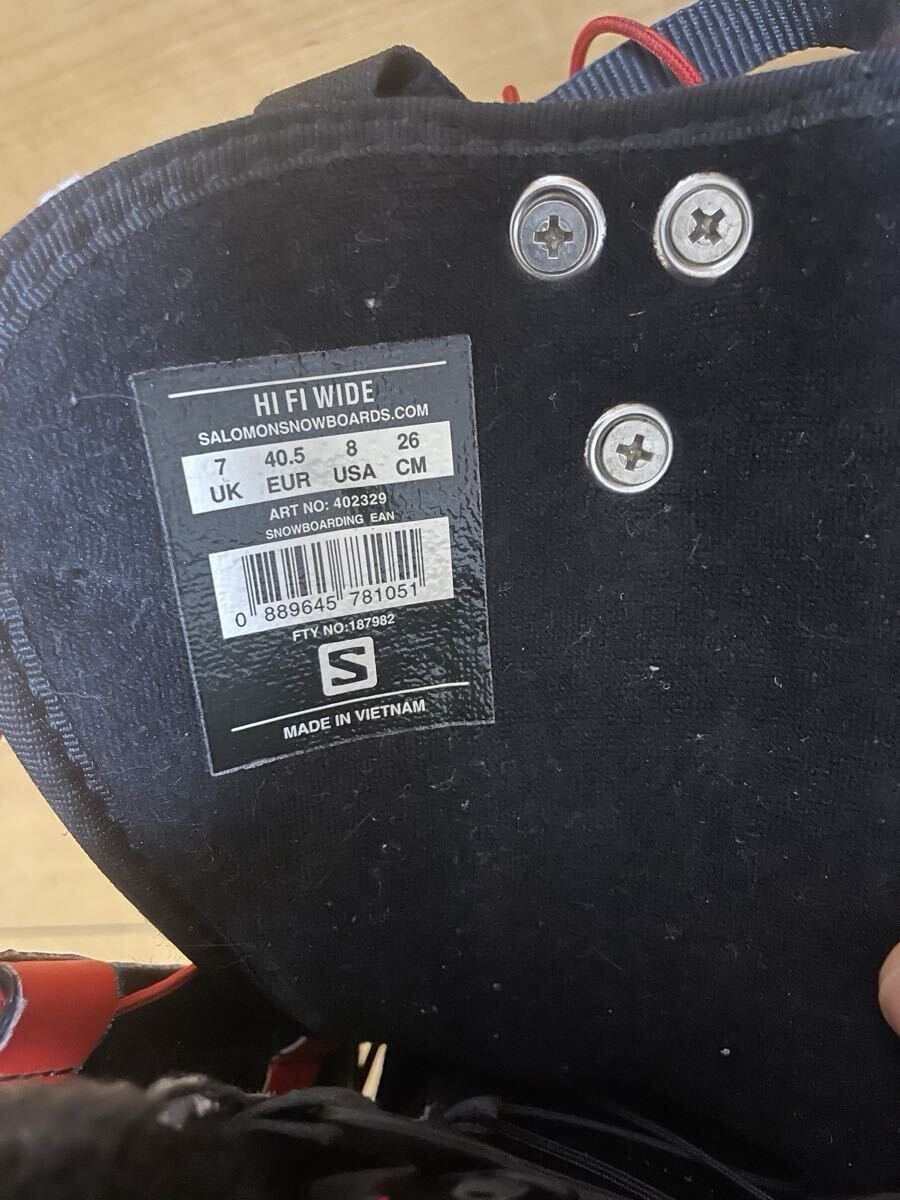 HI FI WIDE
SALOMONSNOWBOARDS.COM
7 40.5 8 26
UK EUR USA CM
ART NO: 402329
SNOWBOARDING EAN
0 889645 781051
FTY NO:187982
S
MADE IN VIETNAM